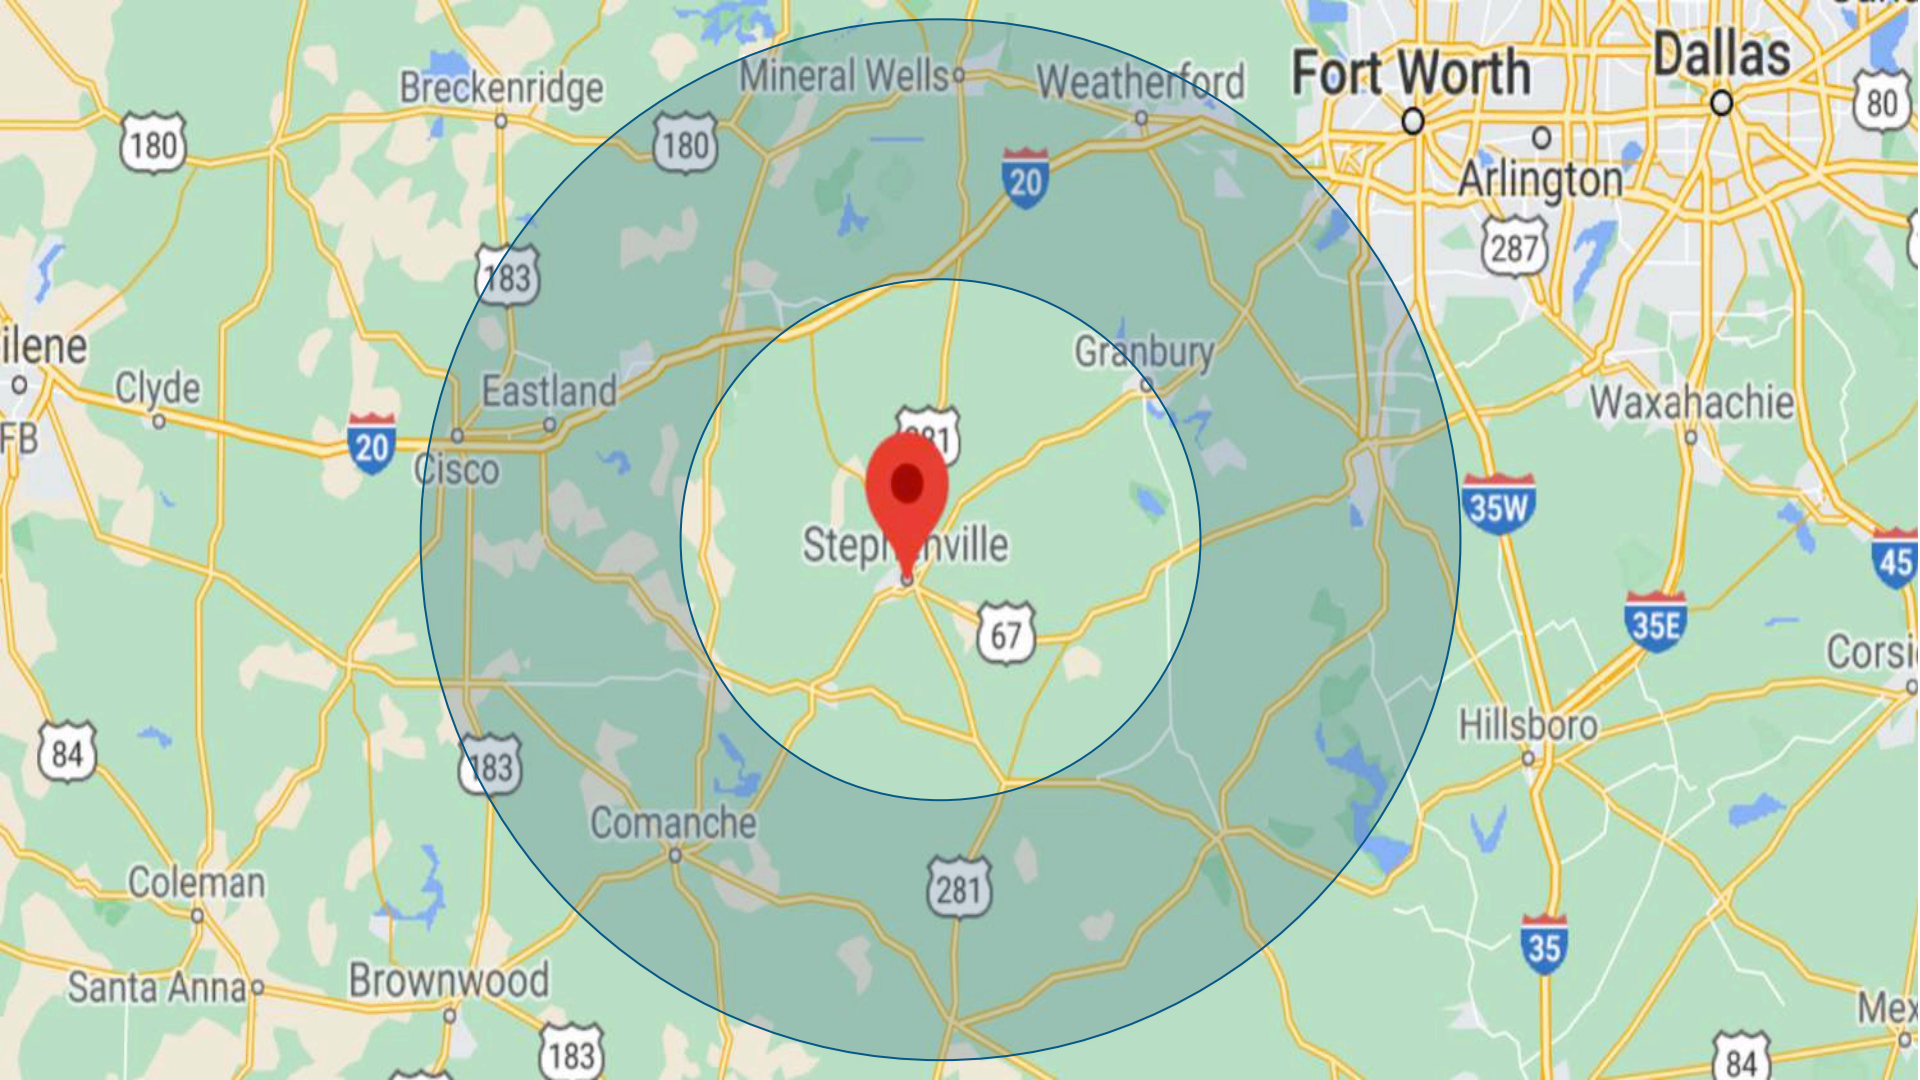 Dallas
Fort Worth
Breckenridge
Mineral Wells
Weatherford
80
180
180
20
Arlington
287
183
ilene
Clyde
Eastland
Granbury
Waxahachie
FB
20
Cisco
35W
Stephenville
45
67
35E
Corsi
84
183
Hillsboro
Comanche
Coleman
281
35
Santa Anna
Brownwood
Mex
183
84